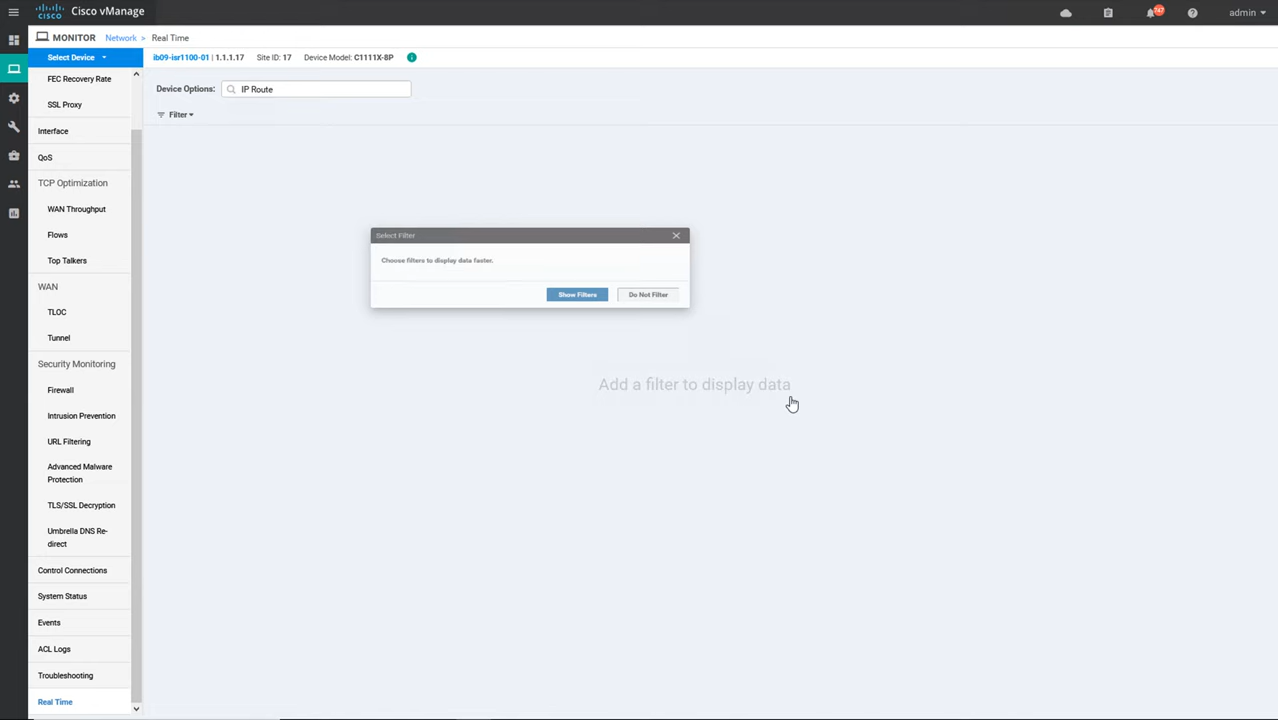 CISCO
Cisco vManage
747
admin
MONITOR
Network > Real Time
Select Device
ib09-isr1100-01 | 1.1.1.17 Site ID: 17 Device Model: C1111X-8P
Device Options:
IP Route
Filter
FEC Recovery Rate
SSL Proxy
Interface
QoS
TCP Optimization
WAN Throughput
Flows
Top Talkers
WAN
TLOC
Tunnel
Security Monitoring
Firewall
Intrusion Prevention
URL Filtering
Advanced Malware
Protection
TLS/SSL Decryption
Umbrella DNS Re-
direct
Control Connections
System Status
Events
ACL Logs
Troubleshooting
Real Time
Select Filter
Choose filters to display data faster.
Show Filters
Do Not Filter
Add a filter to display data